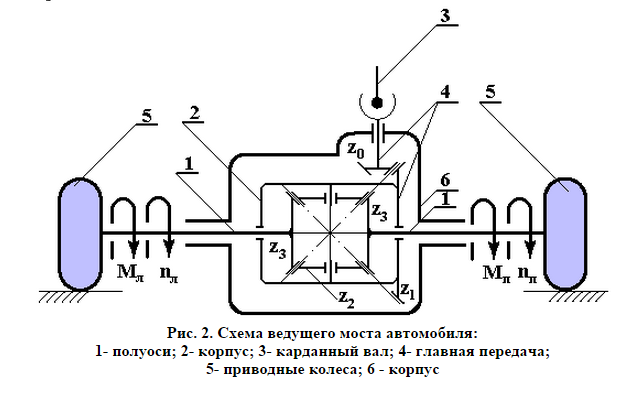 3
5 2 4 5
z0
1 6
1
z3
z3
Мл nл Мп nп
z2 z1
Рис. 2. Схема ведущего моста автомобиля:
1- полуоси; 2- корпус; 3- карданный вал; 4- главная передача;
5- приводные колеса; 6 - корпус